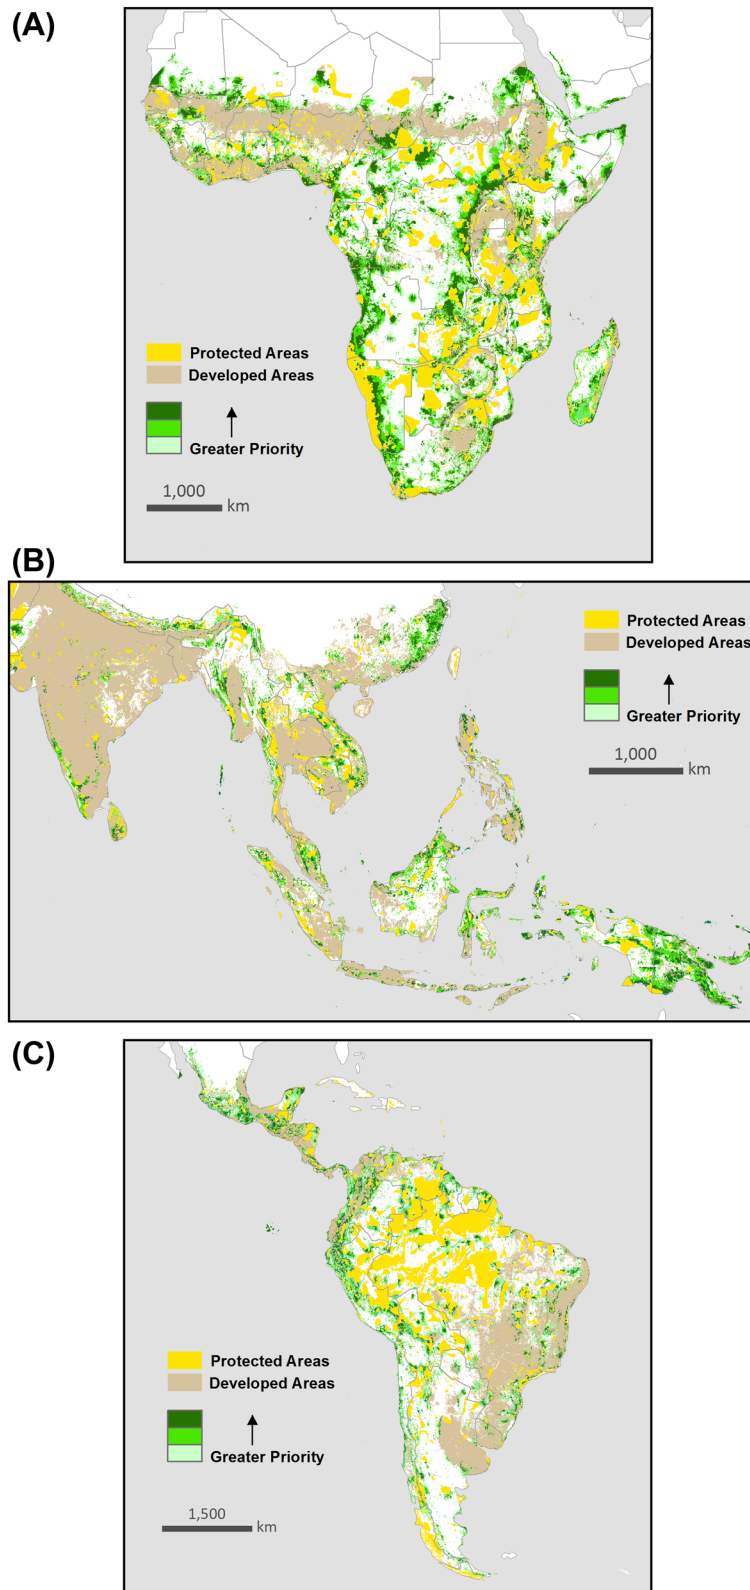 (A)
Protected Areas
Developed Areas
Greater Priority
1,000
km
(B)
Protected Areas
Developed Areas
Greater Priority
1,000
km
(C)
Protected Areas
Developed Areas
Greater Priority
1,500
km